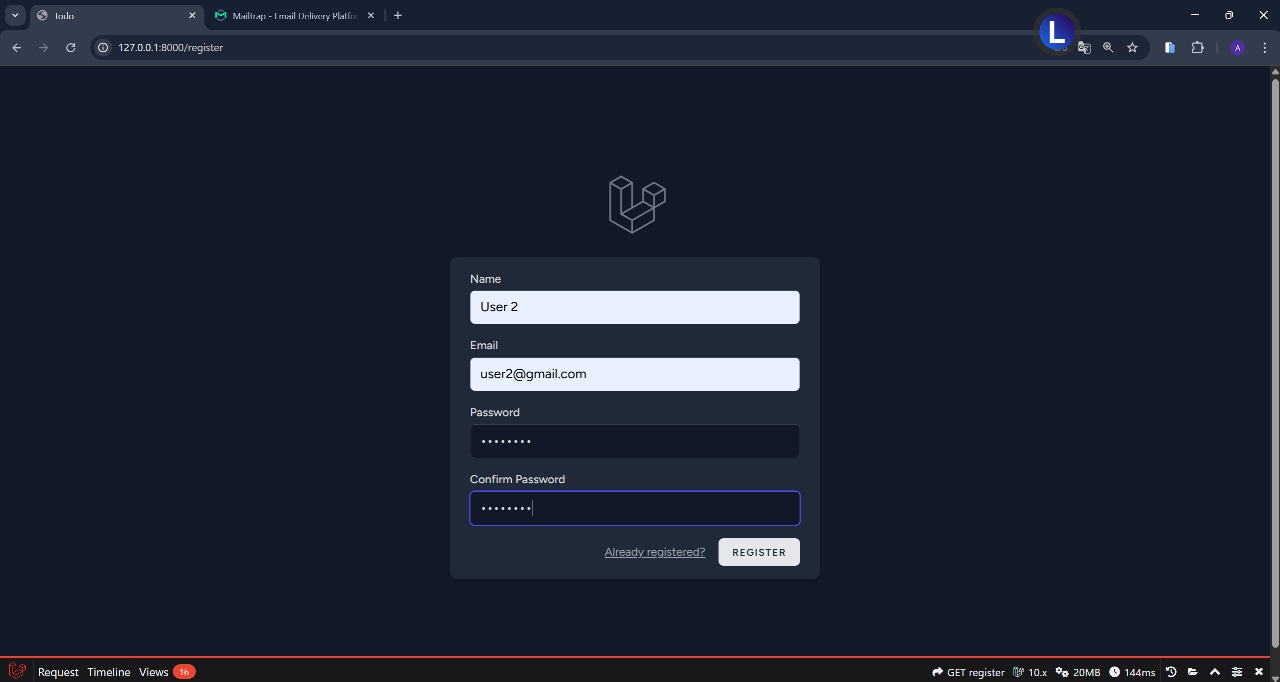 Todo
Mailtrap - Email Delivery Platfor
127.0.0.1:8000/register
A
L
Name
User 2
Email
user2@gmail.com
Password
••••••••
Confirm Password
••••••••
Already registered?
REGISTER
Request Timeline Views 16
GET register 10.x 20MB 144ms